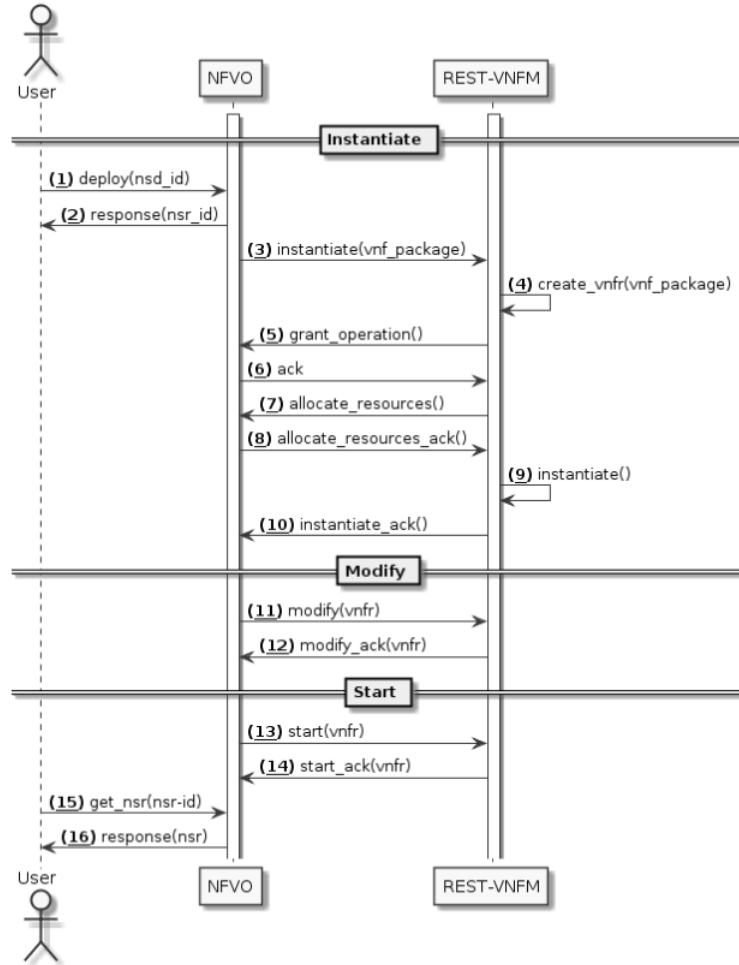 User
NFVO
REST-VNFM
Instantiate
(1) deploy(nsd_id)
(2) response(nsr_id)
(3) instantiate(vnf_package)
(4) create_vnfr(vnf_package)
(5) grant_operation()
(6) ack
(7) allocate_resources()
(8) allocate_resources_ack()
(9) instantiate()
(10) instantiate_ack()
Modify
(11) modify(vnfr)
(12) modify_ack(vnfr)
Start
(13) start(vnfr)
(14) start_ack(vnfr)
(15) get_nsr(nsr-id)
(16) response(nsr)
User
NFVO
REST-VNFM